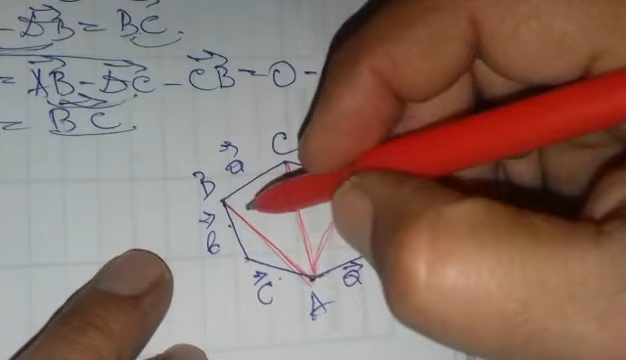 - DB = BC.
= AB - DC - CB = O -
= BC.
C
a
B
b
c
a
A